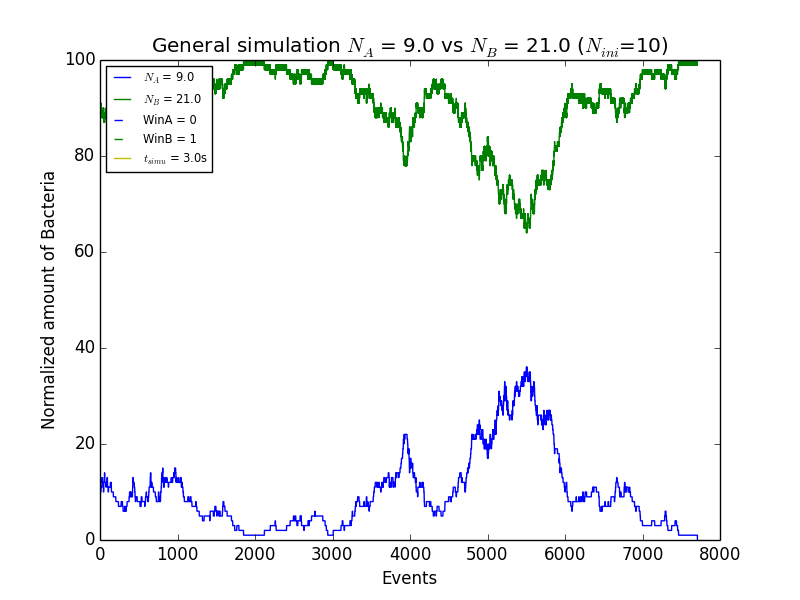 General simulation N_A = 9.0 vs N_B = 21.0 (N_ini=10)
N_A = 9.0
N_B = 21.0
WinA = 0
WinB = 1
t_simu = 3.0s
100
80
60
40
20
0
Normalized amount of Bacteria
0 1000 2000 3000 4000 5000 6000 7000 8000
Events